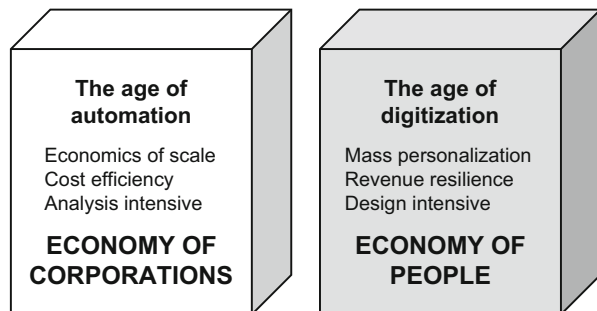 The age of
automation
Economics of scale
Cost efficiency
Analysis intensive
ECONOMY OF
CORPORATIONS
The age of
digitization
Mass personalization
Revenue resilience
Design intensive
ECONOMY OF
PEOPLE